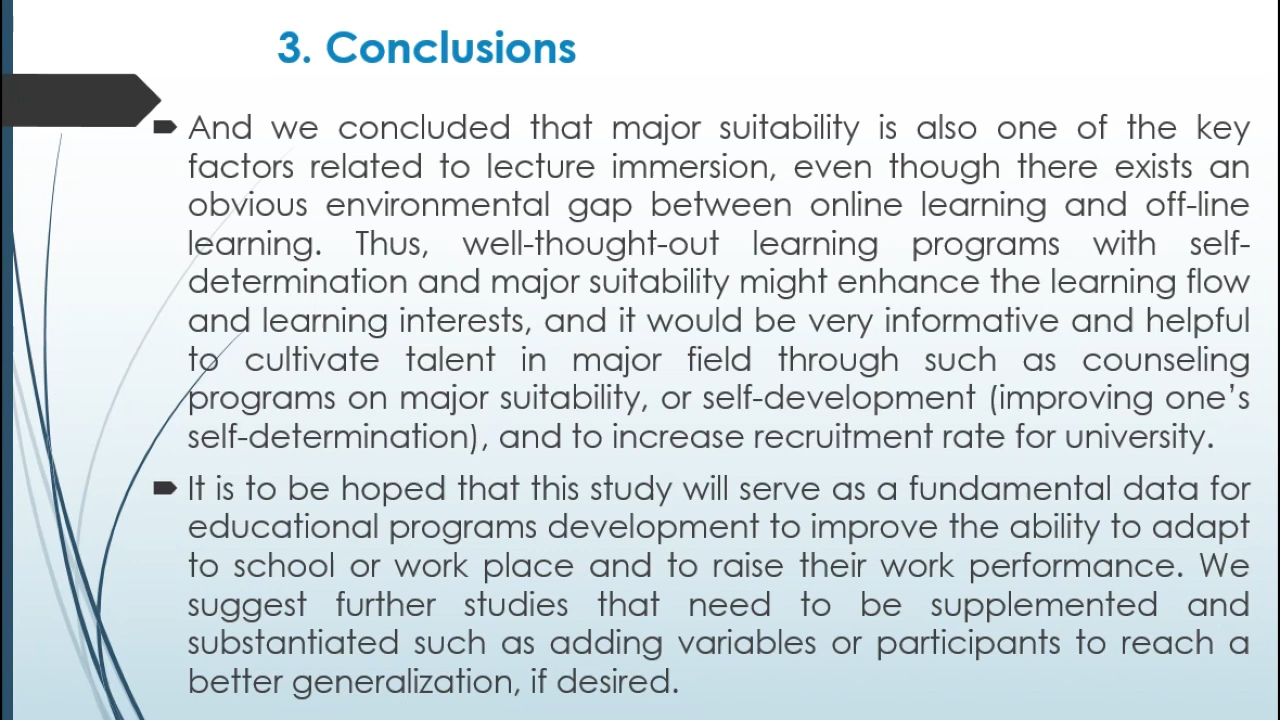 3. Conclusions
And we concluded that major suitability is also one of the key
factors related to lecture immersion, even though there exists an
obvious environmental gap between online learning and off-line
learning. Thus, well-thought-out learning programs with self-
determination and major suitability might enhance the learning flow
and learning interests, and it would be very informative and helpful
to cultivate talent in major field through such as counseling
programs on major suitability, or self-development (improving one’s
self-determination), and to increase recruitment rate for university.
It is to be hoped that this study will serve as a fundamental data for
educational programs development to improve the ability to adapt
to school or work place and to raise their work performance. We
suggest further studies that need to be supplemented and
substantiated such as adding variables or participants to reach a
better generalization, if desired.